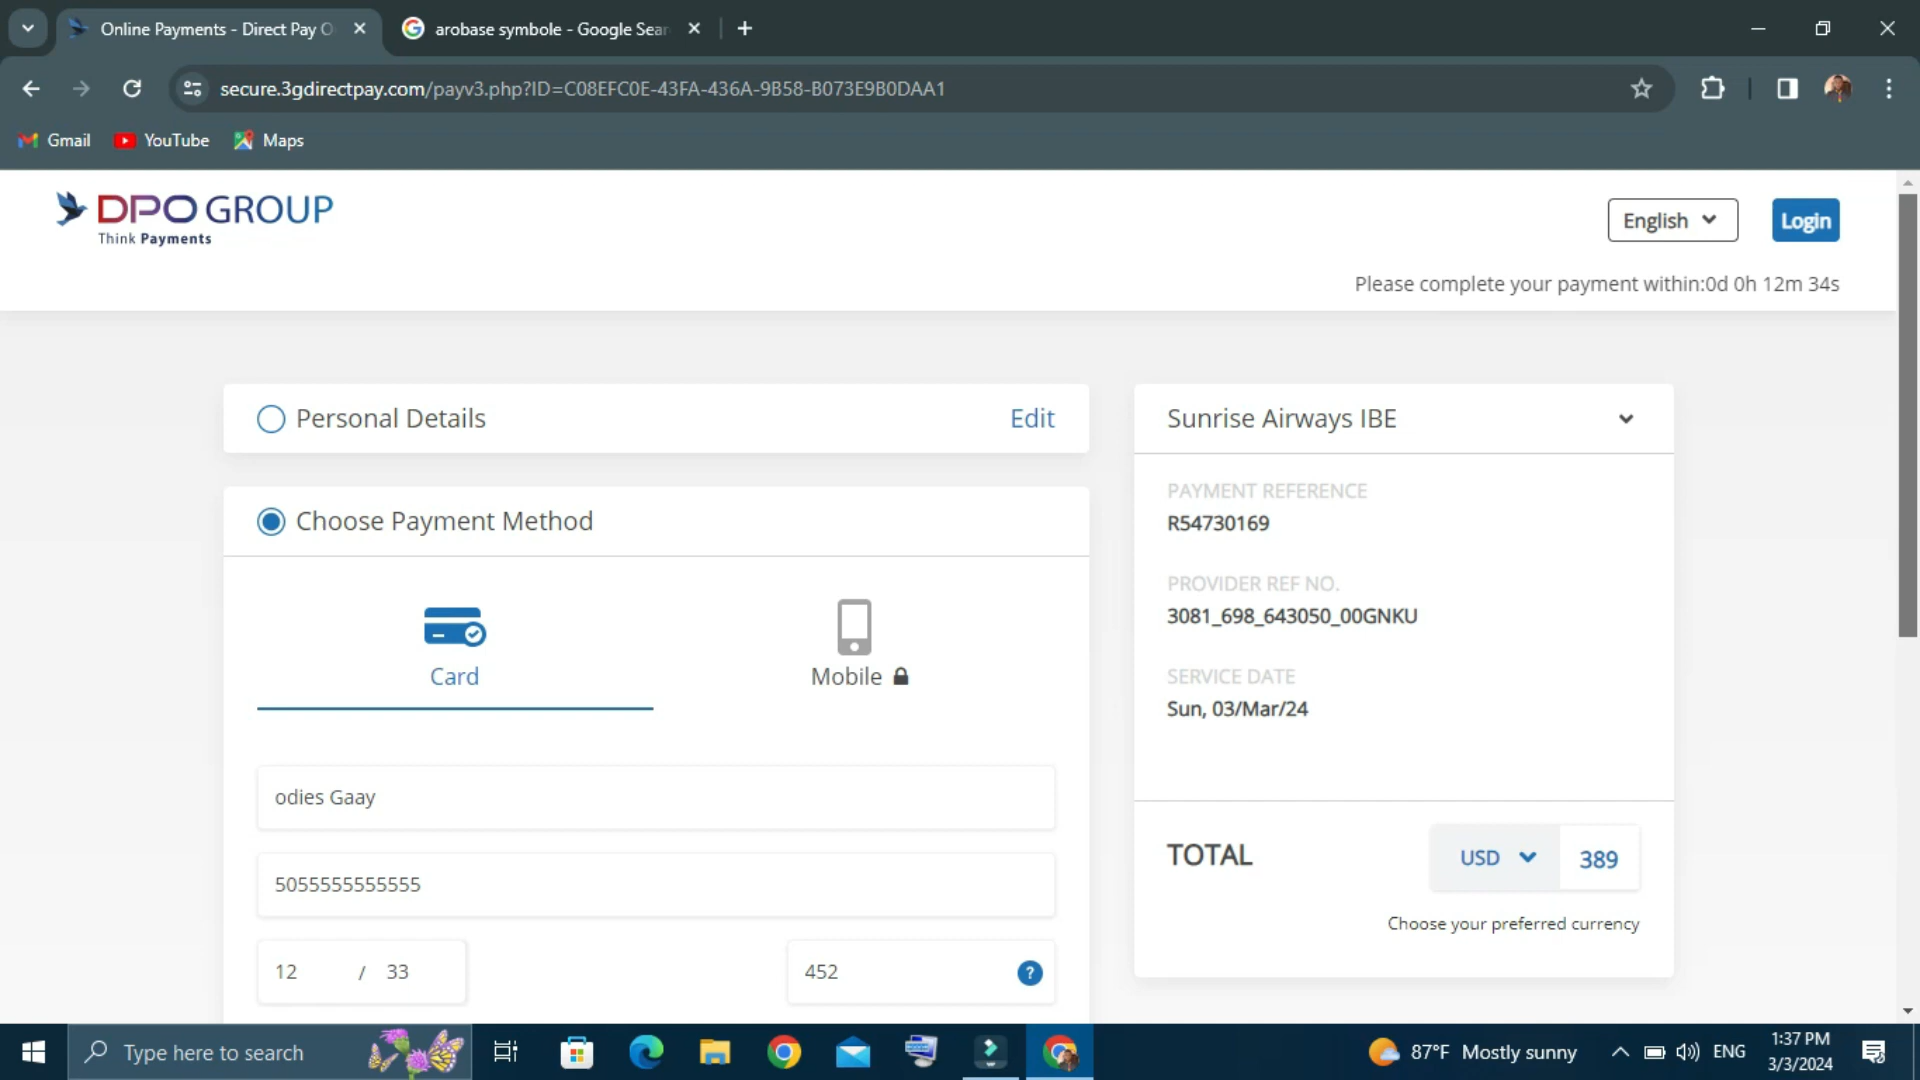 Online Payments - Direct Pay O
arobase symbole - Google Sear
secure.3gdirectpay.com/payv3.php?ID=C08EFC0E-43FA-436A-9B58-B073E9B0DAA1
Gmail
YouTube
Maps
DPO GROUP
Think Payments
English
Login
Please complete your payment within:0d 0h 12m 34s
Personal Details
Edit
Choose Payment Method
Card
Mobile
odies Gaay
5055555555555
12 / 33
452
?
Sunrise Airways IBE
PAYMENT REFERENCE
R54730169
PROVIDER REF NO.
3081_698_643050_00GNKU
SERVICE DATE
Sun, 03/Mar/24
TOTAL
USD
389
Choose your preferred currency
Type here to search
87°F Mostly sunny
ENG
1:37 PM
3/3/2024